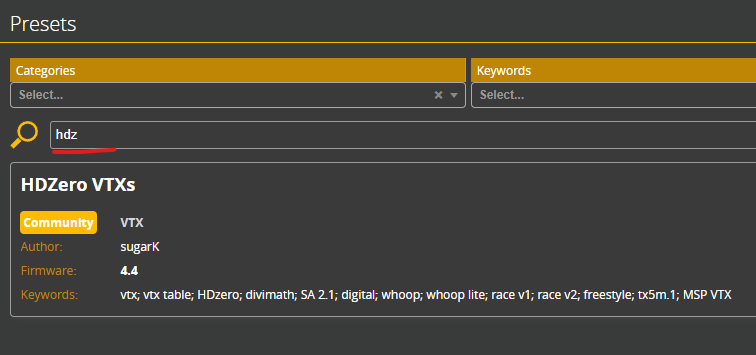 Presets
Categories Keywords
Select... Select...
hdz
HDZero VTXs
Community VTX
Author: sugarK
Firmware: 4.4
Keywords: vtx; vtx table; HDzero; divimath; SA 2.1; digital; whoop; whoop lite; race v1; race v2; freestyle; tx5m.1; MSP VTX